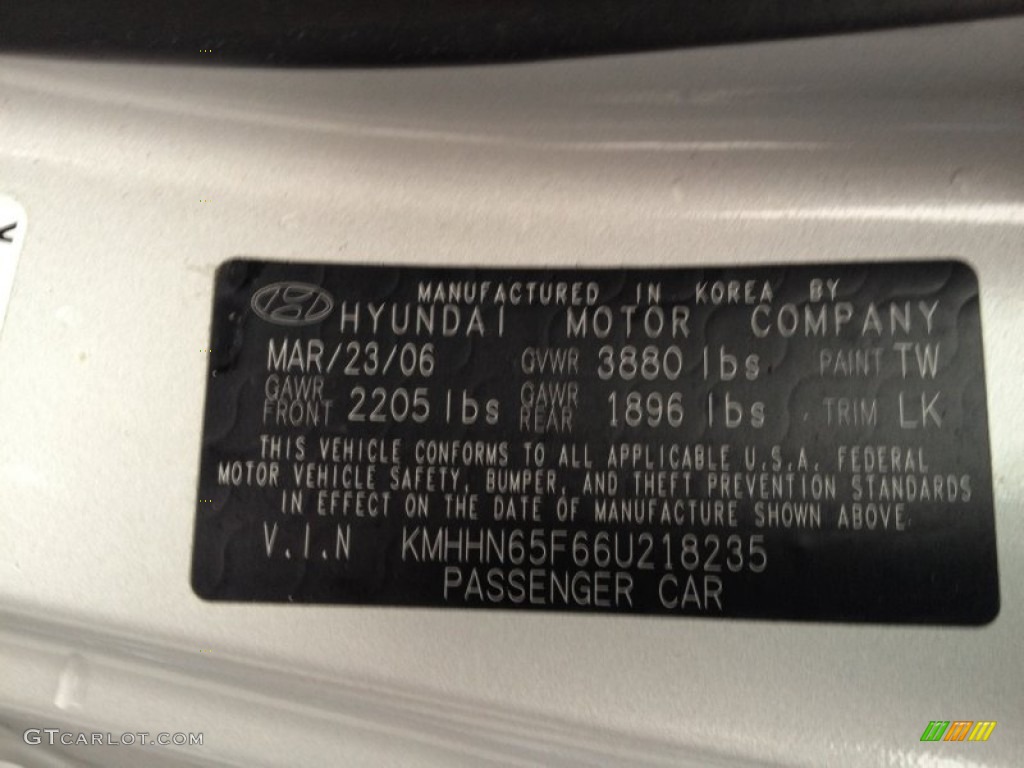 MANUFACTURED IN KOREA BY
HYUNDAI MOTOR COMPANY
MAR/23/06 GVWR 3880 lbs PAINT TW
GAWR FRONT 2205 lbs GAWR REAR 1896 lbs TRIM LK
THIS VEHICLE CONFORMS TO ALL APPLICABLE U.S.A. FEDERAL
MOTOR VEHICLE SAFETY, BUMPER, AND THEFT PREVENTION STANDARDS
IN EFFECT ON THE DATE OF MANUFACTURE SHOWN ABOVE.
V.I.N KMHHN65F66U218235
PASSENGER CAR
GTCARLOT.COM